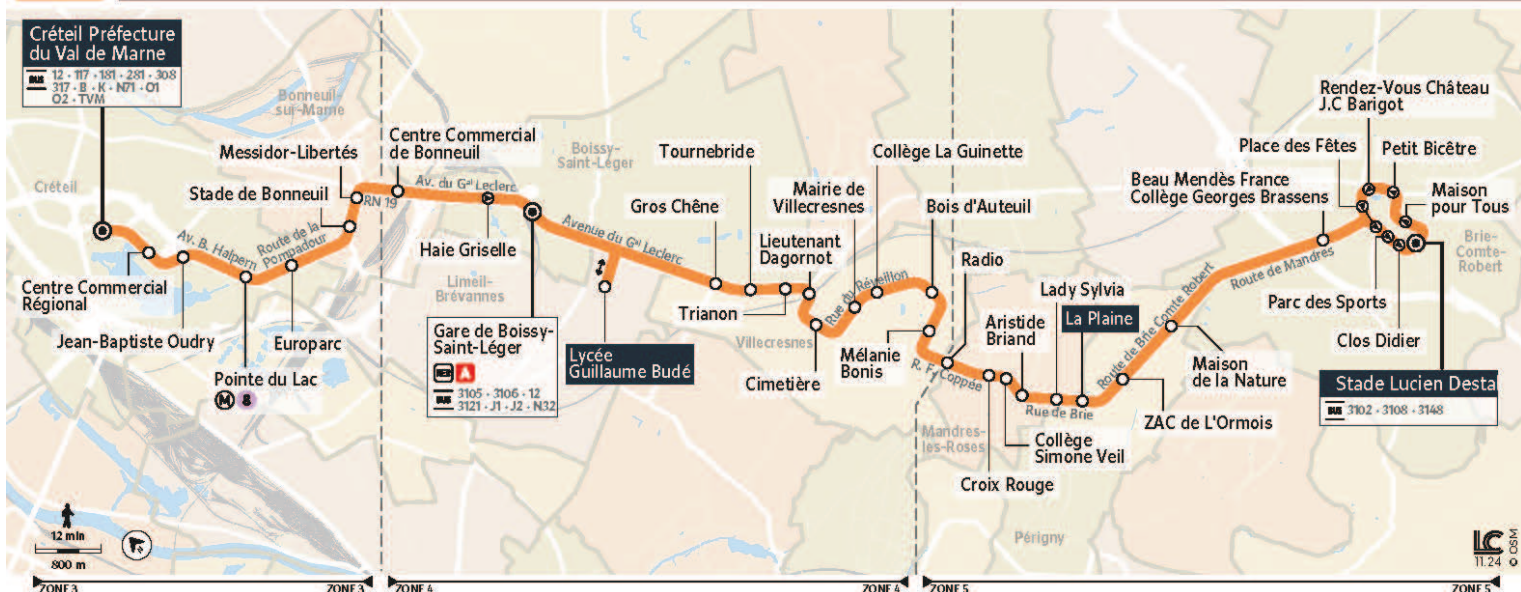 Créteil Préfecture
du Val de Marne
BUS
12 · 117 · 181 · 281 · 308
317 · B · K · N71 · O1
O2 · TVM
Créteil
Bonneuil
-sur-Marne
Messidor-Libertés
Stade de Bonneuil
Centre Commercial
Régional
Av. B. Halpern
Route de la
Pompadour
RN 19
Jean-Baptiste Oudry
Europarc
Pointe du Lac
M 8
Centre Commercial
de Bonneuil
Av. du Gal Leclerc
Haie Griselle
Boissy-
Saint-Léger
Limeil-
Brévannes
Gare de Boissy-
Saint-Léger
RER A
BUS
3105 · 3106 · 12
3121 · J1 · J2 · N32
Avenue du Gal Leclerc
Lycée
Guillaume Budé
Gros Chêne
Tournebride
Trianon
Lieutenant
Dagornot
Villecresnes
Cimetière
Mairie de
Villecresnes
Rue du Réveillon
Collège La Guinette
Bois d'Auteuil
Mélanie
Bonis
Radio
R. F. Coppée
Mandres-
les-Roses
Croix Rouge
Collège
Simone Veil
Aristide
Briand
Rue de Brie
Lady Sylvia
La Plaine
Route de Brie Comte Robert
ZAC de L'Ormois
Maison
de la Nature
Périgny
Route de Mandres
Beau Mendès France
Collège Georges Brassens
Place des Fêtes
Rendez-Vous Château
J.C Barigot
Petit Bicêtre
Maison
pour Tous
Brie-
Comte-
Robert
Parc des Sports
Clos Didier
Stade Lucien Desta
BUS
3102 · 3108 · 3148
12 min
800 m
LC
11.24
© OSM
ZONE 3
ZONE 3
ZONE 4
ZONE 4
ZONE 5
ZONE 5